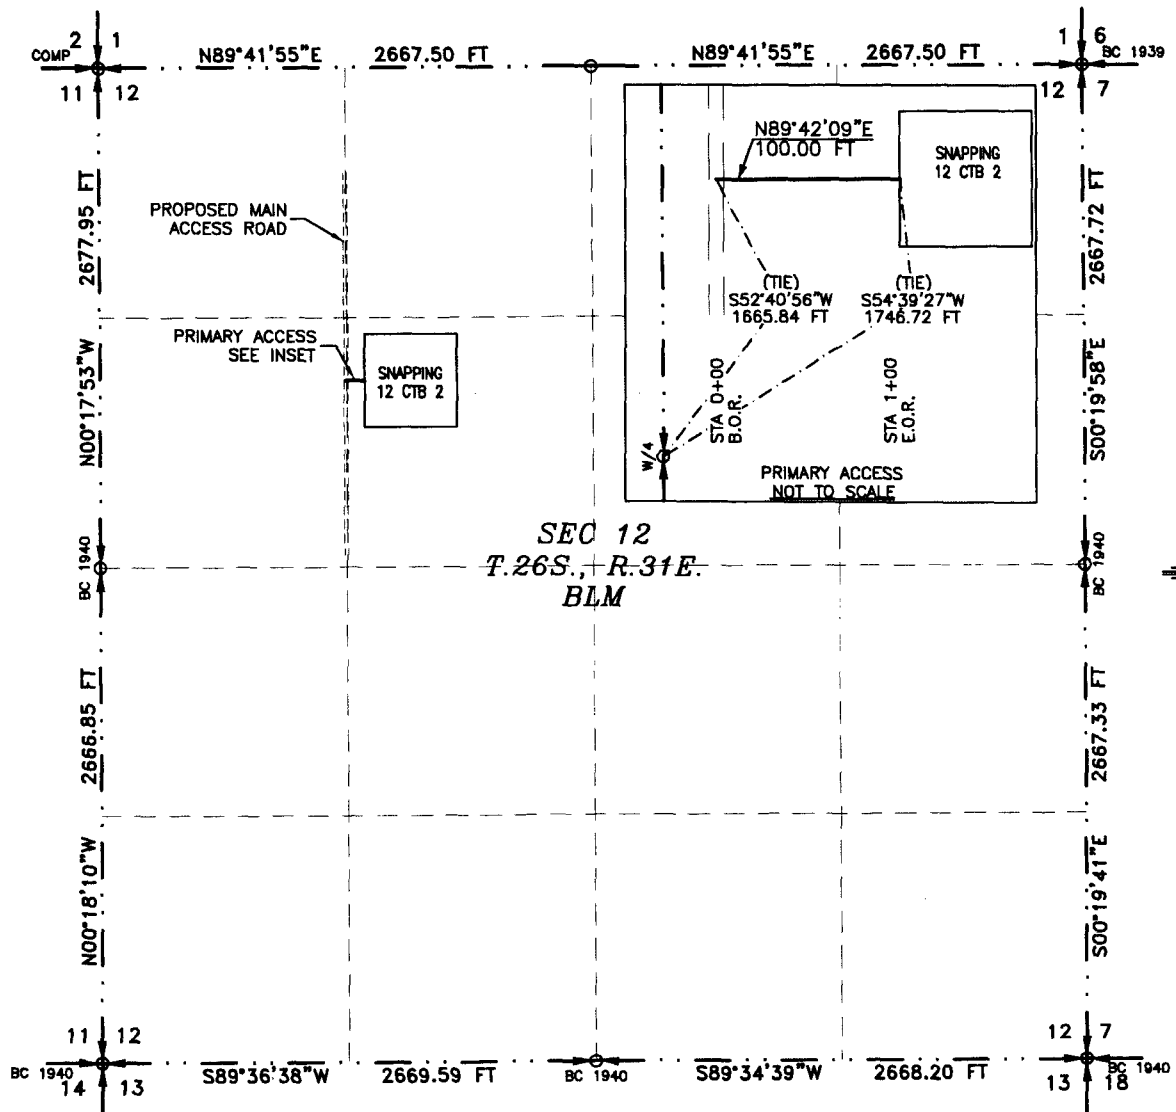 2 1
COMP
11 12
N89°41'55"E 2667.50 FT
N89°41'55"E 2667.50 FT
1 6
BC 1939
12 7
N89°42'09"E
100.00 FT
SNAPPING
12 CTB 2
(TIE)
S52°40'56"W
1665.84 FT
(TIE)
S54°39'27"W
1746.72 FT
STA 0+00
B.O.R.
STA 1+00
E.O.R.
W/4
PRIMARY ACCESS
NOT TO SCALE
2677.95 FT
N00°17'53"W
PROPOSED MAIN
ACCESS ROAD
PRIMARY ACCESS
SEE INSET
SNAPPING
12 CTB 2
2667.72 FT
S00°19'58"E
SEC 12
T.26S., R.31E.
BLM
BC 1940
BC 1940
2666.85 FT
N00°18'10"W
2667.33 FT
S00°19'41"E
11 12
BC 1940
14 13
S89°36'38"W 2669.59 FT
BC 1940
S89°34'39"W 2668.20 FT
12 7
BC 1940
13 18